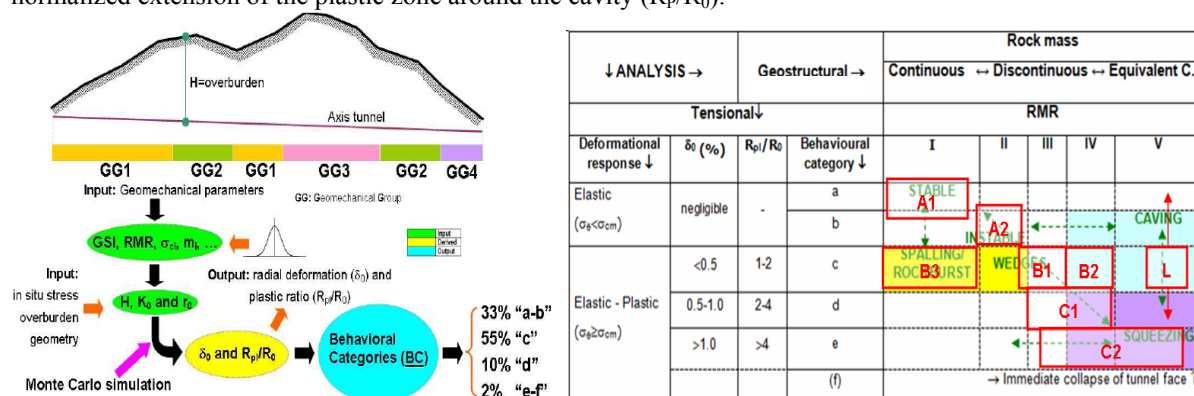 normalized extension of the plastic zone around the cavity (Rp/R0).
H=overburden
Axis tunnel
GG1 GG2 GG1 GG3 GG2 GG4
Input: Geomechanical parameters
GG: Geomechanical Group
GSI, RMR, σci, mi, ...
Input
Derived
Output
Input:
in situ stress
overburden
geometry
H, K0 and r0
Output: radial deformation (δ0) and
plastic ratio (Rpl/R0)
Monte Carlo simulation
δ0 and Rpl/R0
Behavioral
Categories (BC)
33% "a-b"
55% "c"
10% "d"
2% "e-f"
↓ANALYSIS→ Geostructural→ Rock mass
Continuous ↔ Discontinuous ↔ Equivalent C.
Tensional↓ RMR
Deformational
response ↓
δ0 (%) Rpl/R0 Behavioural
category ↓
I II III IV V
Elastic
(σθ<σcm)
negligible - a
b
STABLE
A1
A2
INSTABLE
CAVING
<0.5 1-2 c
SPALLING/
ROCKBURST
B3
WEDGES
B1 B2 L
Elastic - Plastic
(σθ≥σcm)
0.5-1.0 2-4 d
C1
>1.0 >4 e
C2
SQUEEZING
(f) → Immediate collapse of tunnel face